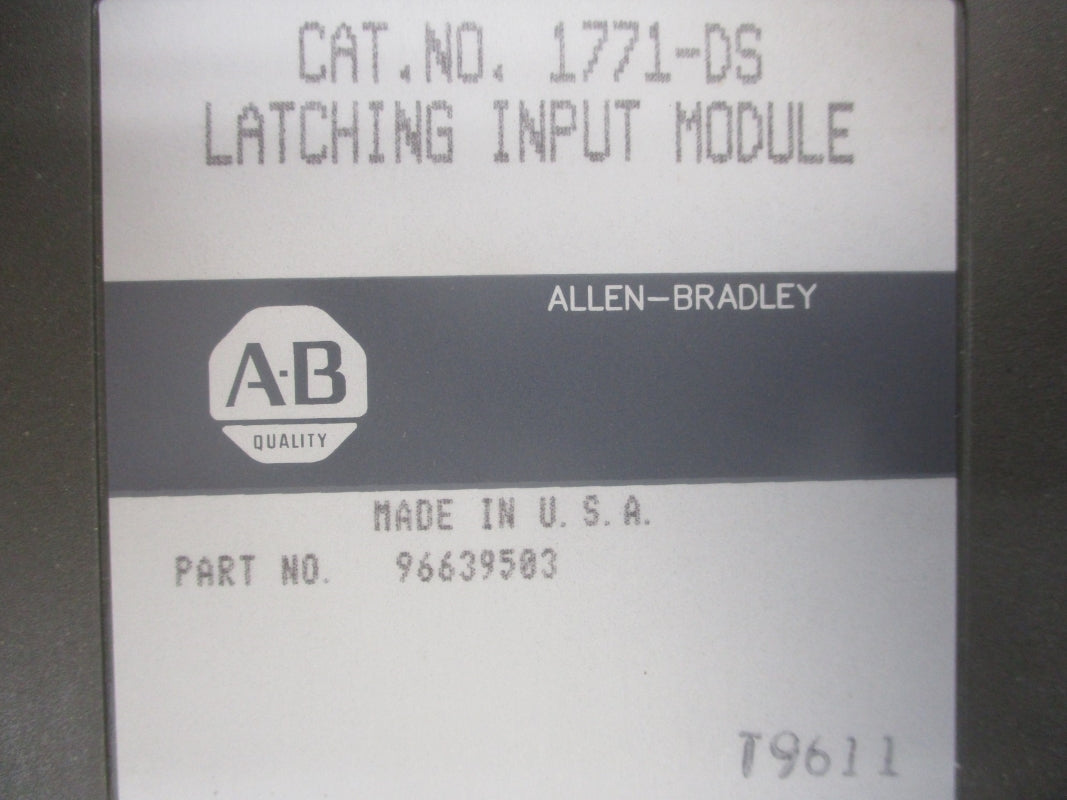 CAT.NO. 1771-DS
LATCHING INPUT MODULE
ALLEN-BRADLEY
A-B
QUALITY
MADE IN U.S.A.
PART NO. 96639503
T9611